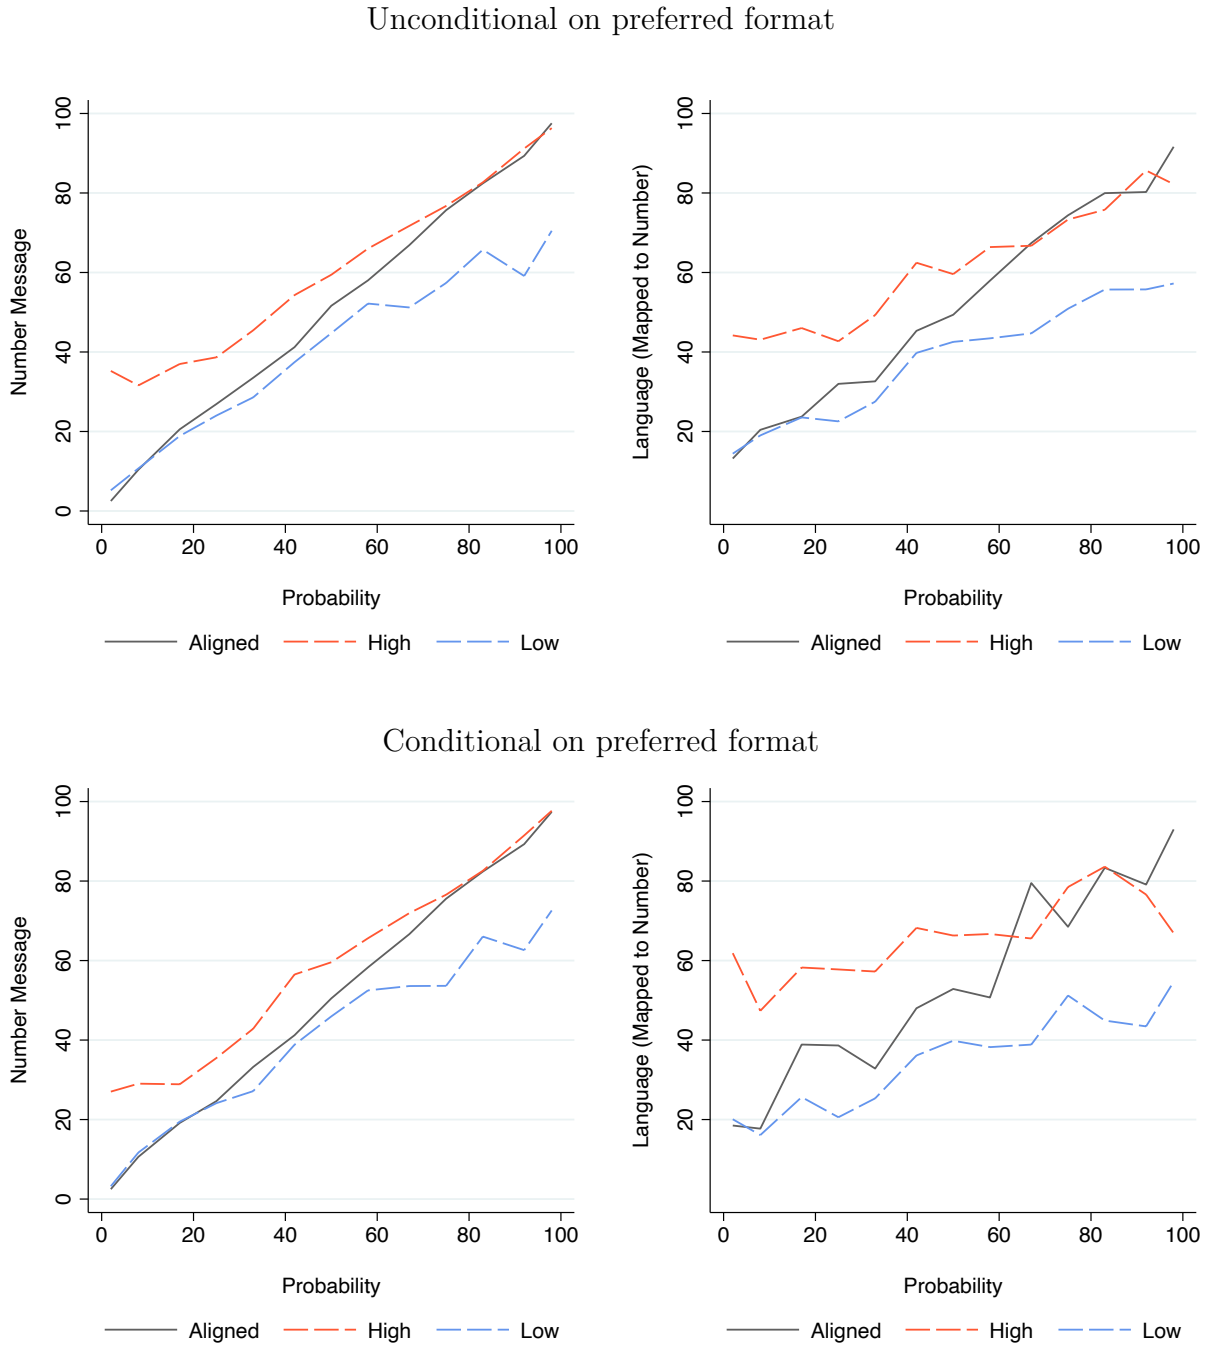 Unconditional on preferred format
Number Message
100
80
60
40
20
0
0 20 40 60 80 100
Probability
Aligned High Low
Language (Mapped to Number)
100
80
60
40
20
0 20 40 60 80 100
Probability
Aligned High Low
Conditional on preferred format
Number Message
100
80
60
40
20
0
0 20 40 60 80 100
Probability
Aligned High Low
Language (Mapped to Number)
100
80
60
40
20
0 20 40 60 80 100
Probability
Aligned High Low